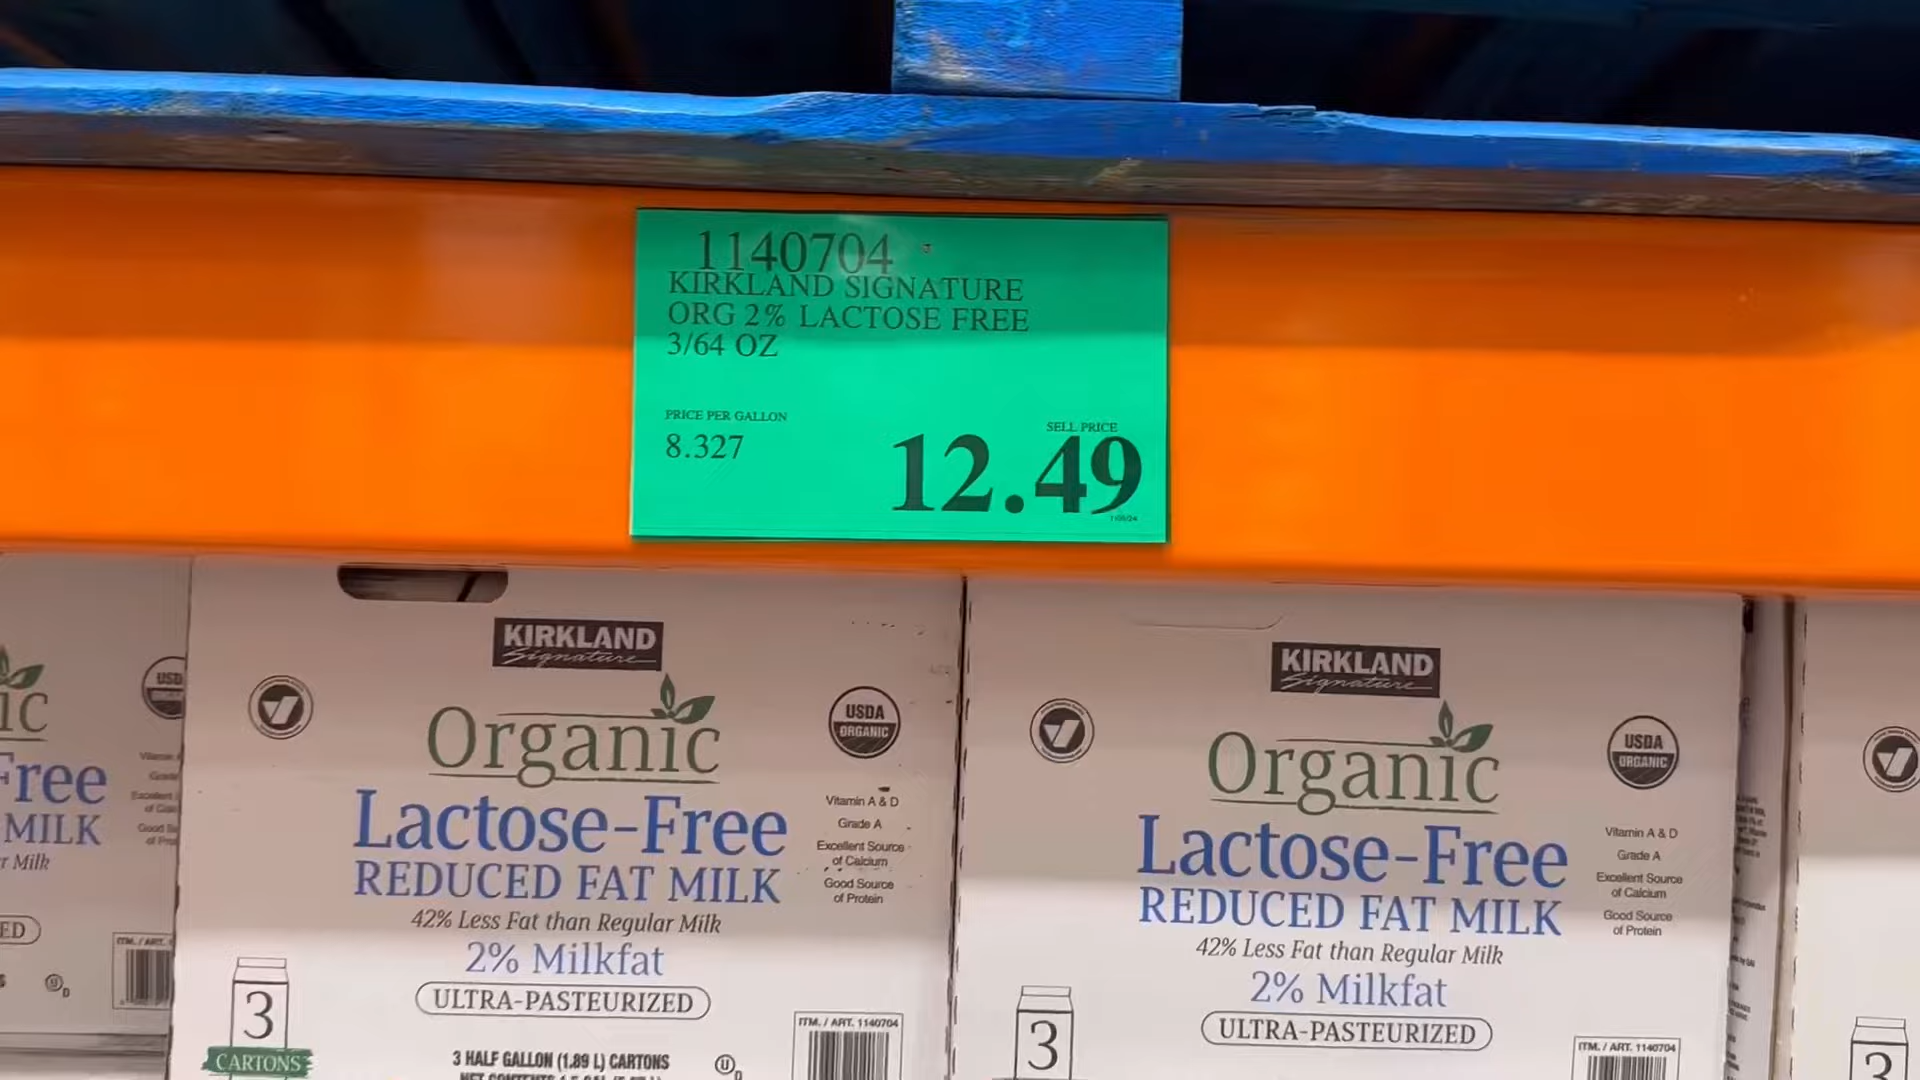 1140704
KIRKLAND SIGNATURE
ORG 2% LACTOSE FREE
3/64 OZ
PRICE PER GALLON
8.327
SELL PRICE
12.49
KIRKLAND
Signature
Organic
USDA
ORGANIC
Lactose-Free
REDUCED FAT MILK
42% Less Fat than Regular Milk
2% Milkfat
ULTRA-PASTEURIZED
Vitamin A & D
Grade A
Excellent Source
of Calcium
Good Source
of Protein
3
CARTONS
3 HALF GALLON (1.89 L) CARTONS
ITM. / ART. 1140704
KIRKLAND
Signature
Organic
USDA
ORGANIC
Lactose-Free
REDUCED FAT MILK
42% Less Fat than Regular Milk
2% Milkfat
ULTRA-PASTEURIZED
Vitamin A & D
Grade A
Excellent Source
of Calcium
Good Source
of Protein
3
ITM. / ART. 1140704
Free
MILK
Milk
3